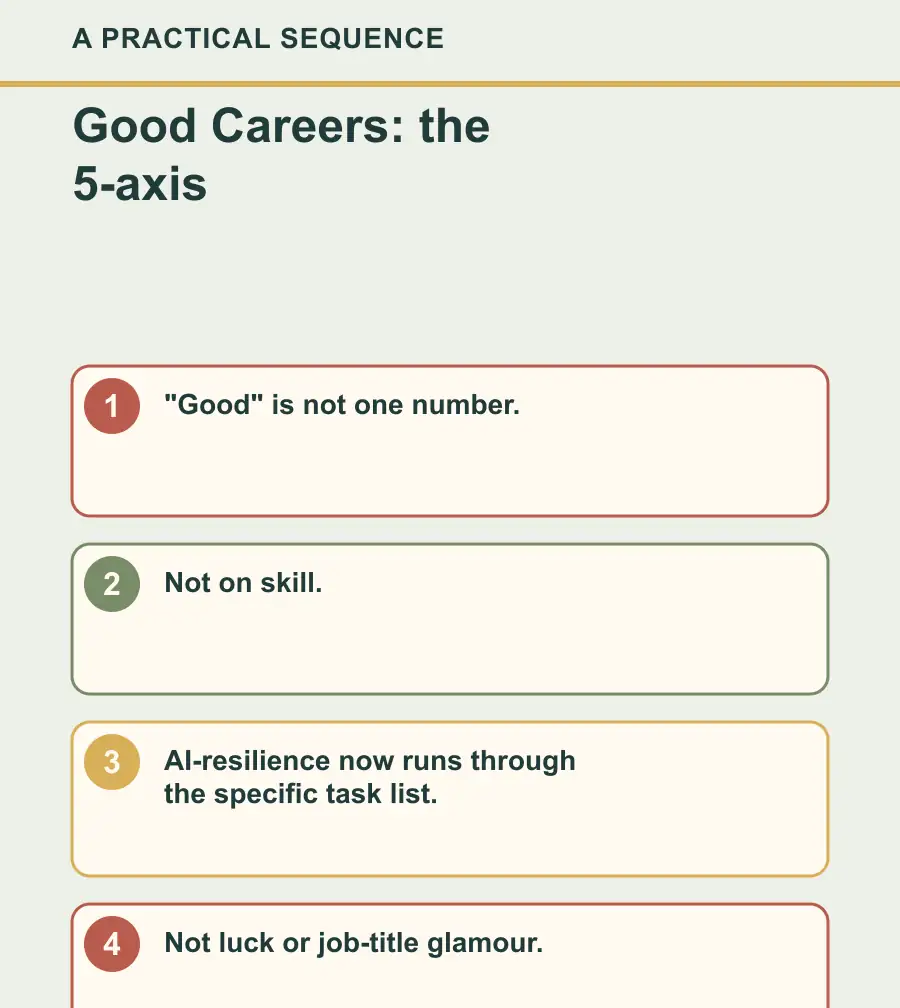 A PRACTICAL SEQUENCE
Good Careers: the
5-axis
1
"Good" is not one number.
2
Not on skill.
3
AI-resilience now runs through
the specific task list.
4
Not luck or job-title glamour.